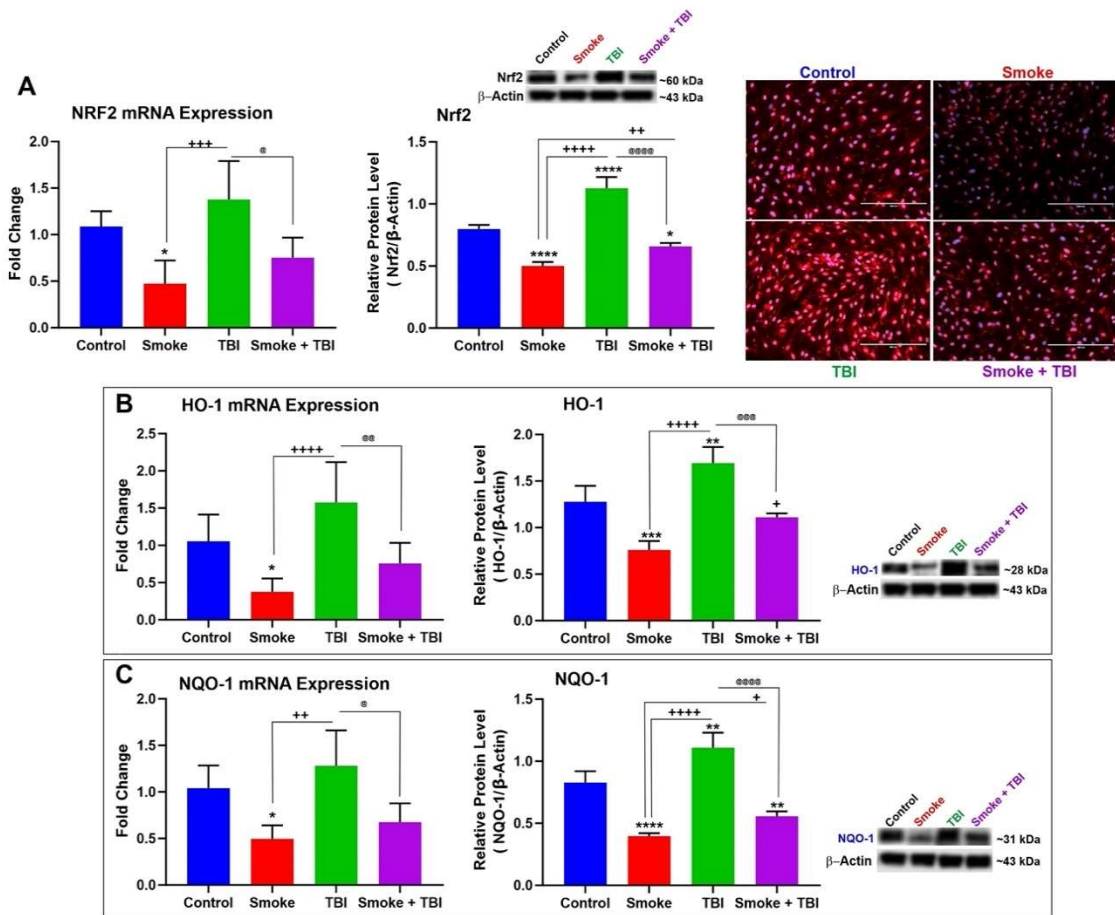 A
NRF2 mRNA Expression
Fold Change
2.0
1.5
1.0
0.5
0.0
+++
@
*
Control Smoke TBI Smoke + TBI
Control Smoke TBI Smoke + TBI
Nrf2 ~60 kDa
β-Actin ~43 kDa
Nrf2
Relative Protein Level
( Nrf2/β-Actin)
1.5
1.0
0.5
0.0
++
++++ @@@@
****
****
*
Control Smoke TBI Smoke + TBI
Control Smoke
TBI Smoke + TBI
B
HO-1 mRNA Expression
Fold Change
2.5
2.0
1.5
1.0
0.5
0.0
++++ @@
*
Control Smoke TBI Smoke + TBI
HO-1
Relative Protein Level
( HO-1/β-Actin)
2.0
1.5
1.0
0.5
0.0
++++ @@@
**
***
+
Control Smoke TBI Smoke + TBI
Control Smoke TBI Smoke + TBI
HO-1 ~28 kDa
β-Actin ~43 kDa
C
NQO-1 mRNA Expression
Fold Change
2.0
1.5
1.0
0.5
0.0
++ @
*
Control Smoke TBI Smoke + TBI
NQO-1
Relative Protein Level
( NQO-1/β-Actin)
1.5
1.0
0.5
0.0
@@@@
+
++++
**
****
**
Control Smoke TBI Smoke + TBI
Control Smoke TBI Smoke + TBI
NQO-1 ~31 kDa
β-Actin ~43 kDa